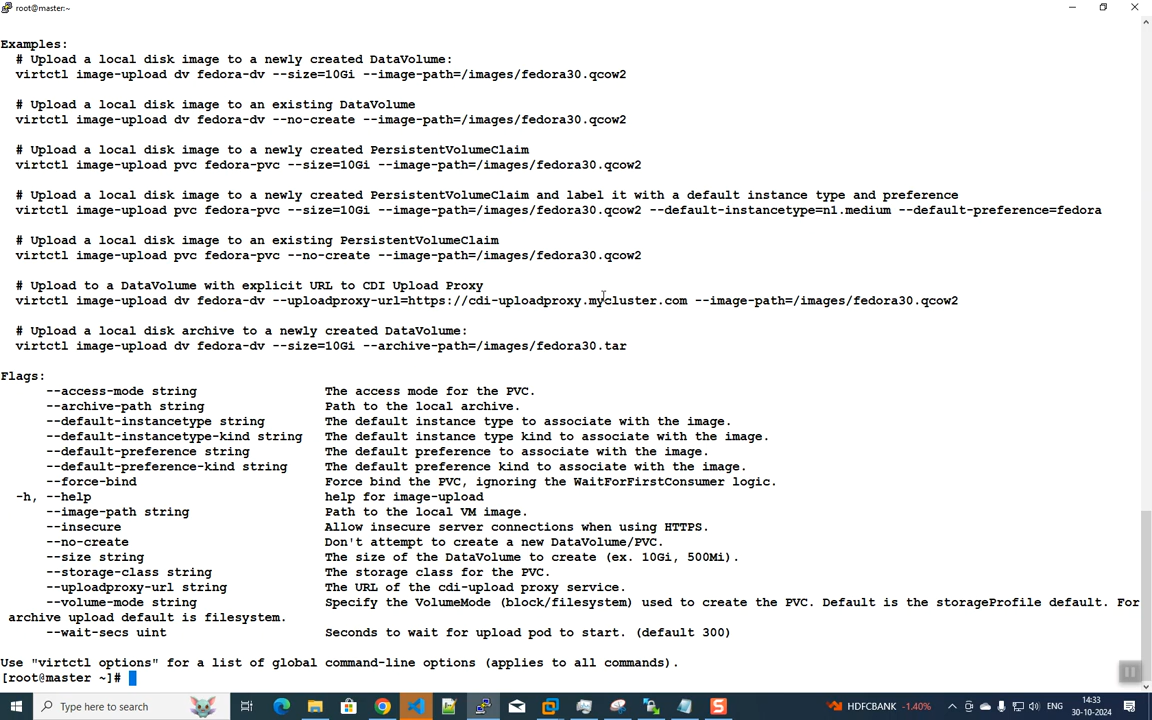 root@master:~
Examples:
# Upload a local disk image to a newly created DataVolume:
virtctl image-upload dv fedora-dv --size=10Gi --image-path=/images/fedora30.qcow2
# Upload a local disk image to an existing DataVolume
virtctl image-upload dv fedora-dv --no-create --image-path=/images/fedora30.qcow2
# Upload a local disk image to a newly created PersistentVolumeClaim
virtctl image-upload pvc fedora-pvc --size=10Gi --image-path=/images/fedora30.qcow2
# Upload a local disk image to a newly created PersistentVolumeClaim and label it with a default instance type and preference
virtctl image-upload pvc fedora-pvc --size=10Gi --image-path=/images/fedora30.qcow2 --default-instancetype=n1.medium --default-preference=fedora
# Upload a local disk image to an existing PersistentVolumeClaim
virtctl image-upload pvc fedora-pvc --no-create --image-path=/images/fedora30.qcow2
# Upload to a DataVolume with explicit URL to CDI Upload Proxy
virtctl image-upload dv fedora-dv --uploadproxy-url=https://cdi-uploadproxy.mycluster.com --image-path=/images/fedora30.qcow2
# Upload a local disk archive to a newly created DataVolume:
virtctl image-upload dv fedora-dv --size=10Gi --archive-path=/images/fedora30.tar
Flags:
--access-mode string The access mode for the PVC.
--archive-path string Path to the local archive.
--default-instancetype string The default instance type to associate with the image.
--default-instancetype-kind string The default instance type kind to associate with the image.
--default-preference string The default preference to associate with the image.
--default-preference-kind string The default preference kind to associate with the image.
--force-bind Force bind the PVC, ignoring the WaitForFirstConsumer logic.
-h, --help help for image-upload
--image-path string Path to the local VM image.
--insecure Allow insecure server connections when using HTTPS.
--no-create Don't attempt to create a new DataVolume/PVC.
--size string The size of the DataVolume to create (ex. 10Gi, 500Mi).
--storage-class string The storage class for the PVC.
--uploadproxy-url string The URL of the cdi-upload proxy service.
--volume-mode string Specify the VolumeMode (block/filesystem) used to create the PVC. Default is the storageProfile default. For
archive upload default is filesystem.
--wait-secs uint Seconds to wait for upload pod to start. (default 300)
Use "virtctl options" for a list of global command-line options (applies to all commands).
[root@master ~]#
Type here to search
HDFCBANK -1.40%
ENG
14:33
30-10-2024